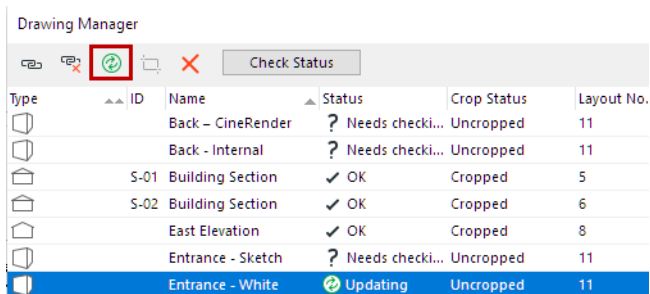 Drawing Manager
Check Status
Type ID Name Status Crop Status Layout No.
Back – CineRender ? Needs checki... Uncropped 11
Back - Internal ? Needs checki... Uncropped 11
S-01 Building Section OK Cropped 5
S-02 Building Section OK Cropped 6
East Elevation OK Cropped 8
Entrance - Sketch ? Needs checki... Uncropped 11
Entrance - White Updating Uncropped 11